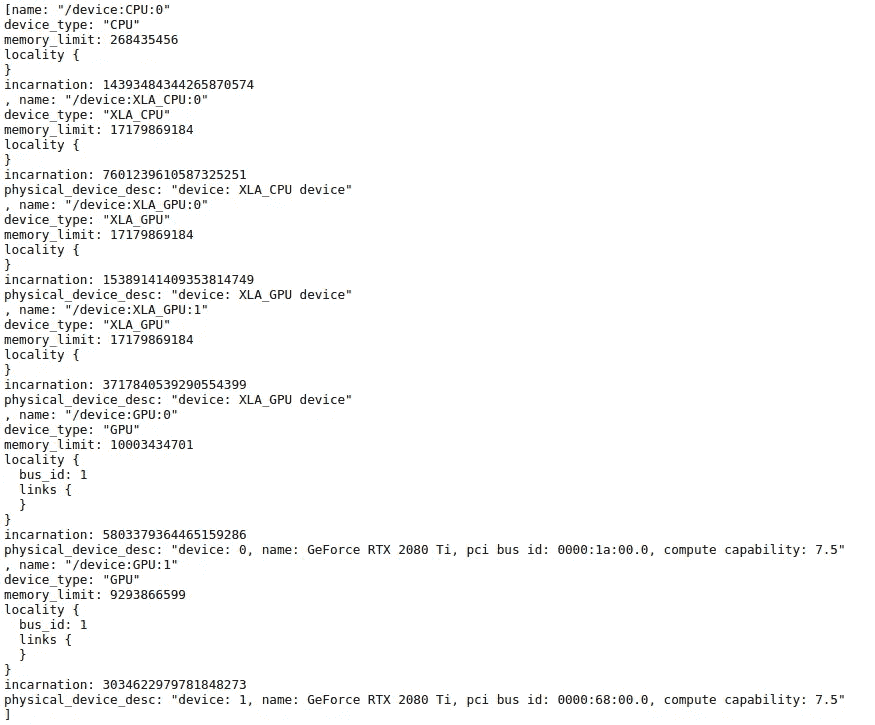 [name: "/device:CPU:0"
device_type: "CPU"
memory_limit: 268435456
locality {
}
incarnation: 14393484344265870574
, name: "/device:XLA_CPU:0"
device_type: "XLA_CPU"
memory_limit: 17179869184
locality {
}
incarnation: 7601239610587325251
physical_device_desc: "device: XLA_CPU device"
, name: "/device:XLA_GPU:0"
device_type: "XLA_GPU"
memory_limit: 17179869184
locality {
}
incarnation: 15389141409353814749
physical_device_desc: "device: XLA_GPU device"
, name: "/device:XLA_GPU:1"
device_type: "XLA_GPU"
memory_limit: 17179869184
locality {
}
incarnation: 3717840539290554399
physical_device_desc: "device: XLA_GPU device"
, name: "/device:GPU:0"
device_type: "GPU"
memory_limit: 10003434701
locality {
  bus_id: 1
  links {
  }
}
incarnation: 5803379364465159286
physical_device_desc: "device: 0, name: GeForce RTX 2080 Ti, pci bus id: 0000:1a:00.0, compute capability: 7.5"
, name: "/device:GPU:1"
device_type: "GPU"
memory_limit: 9293866599
locality {
  bus_id: 1
  links {
  }
}
incarnation: 3034622979781848273
physical_device_desc: "device: 1, name: GeForce RTX 2080 Ti, pci bus id: 0000:68:00.0, compute capability: 7.5"
]